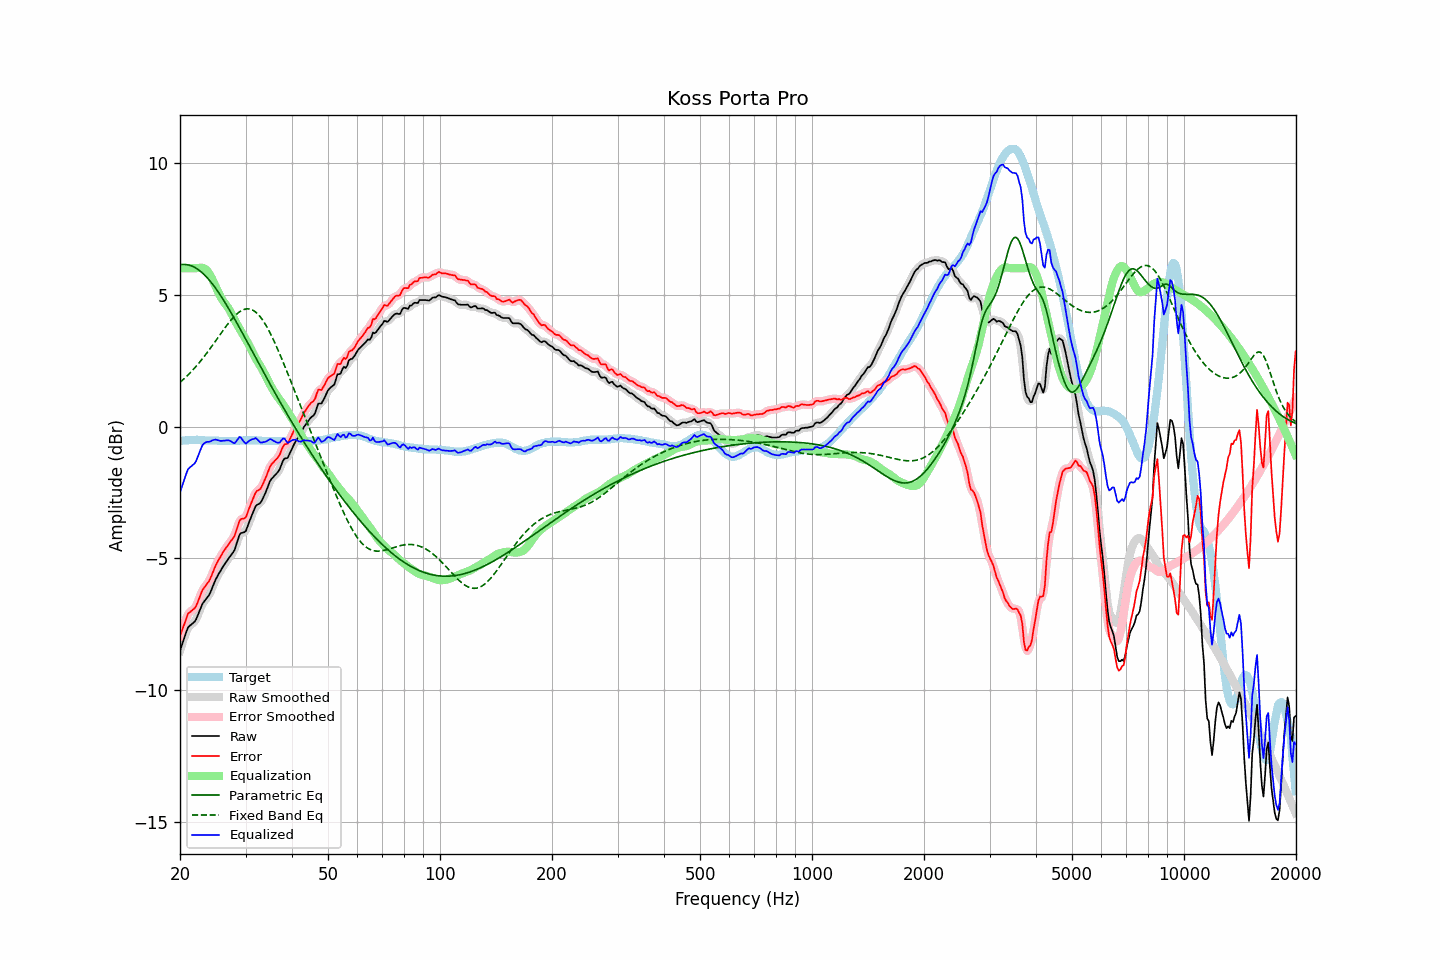 Koss Porta Pro
Amplitude (dBr)
10
5
0
−5
−10
−15
Target
Raw Smoothed
Error Smoothed
Raw
Error
Equalization
Parametric Eq
Fixed Band Eq
Equalized
20 50 100 200 500 1000 2000 5000 10000 20000
Frequency (Hz)